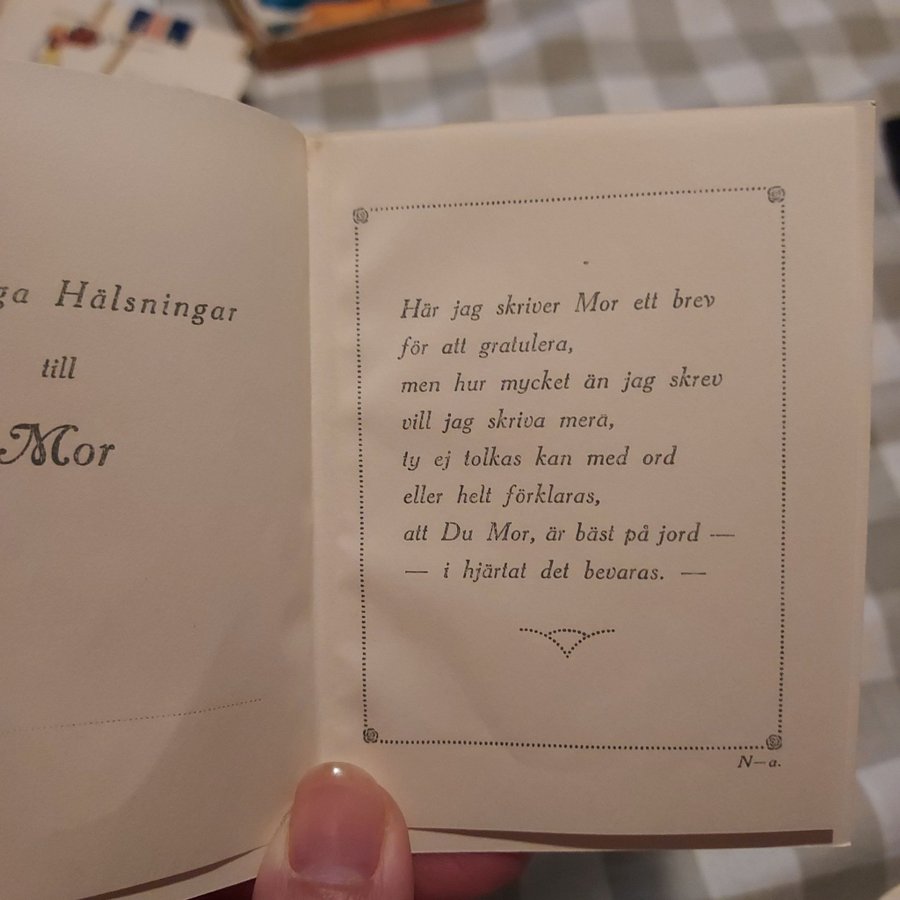 ga Hälsningar
till
Mor
Här jag skriver Mor ett brev
för att gratulera,
men hur mycket än jag skrev
vill jag skriva mera,
ty ej tolkas kan med ord
eller helt förklaras,
att Du Mor, är bäst på jord —
— i hjärtat det bevaras. —
N—a.